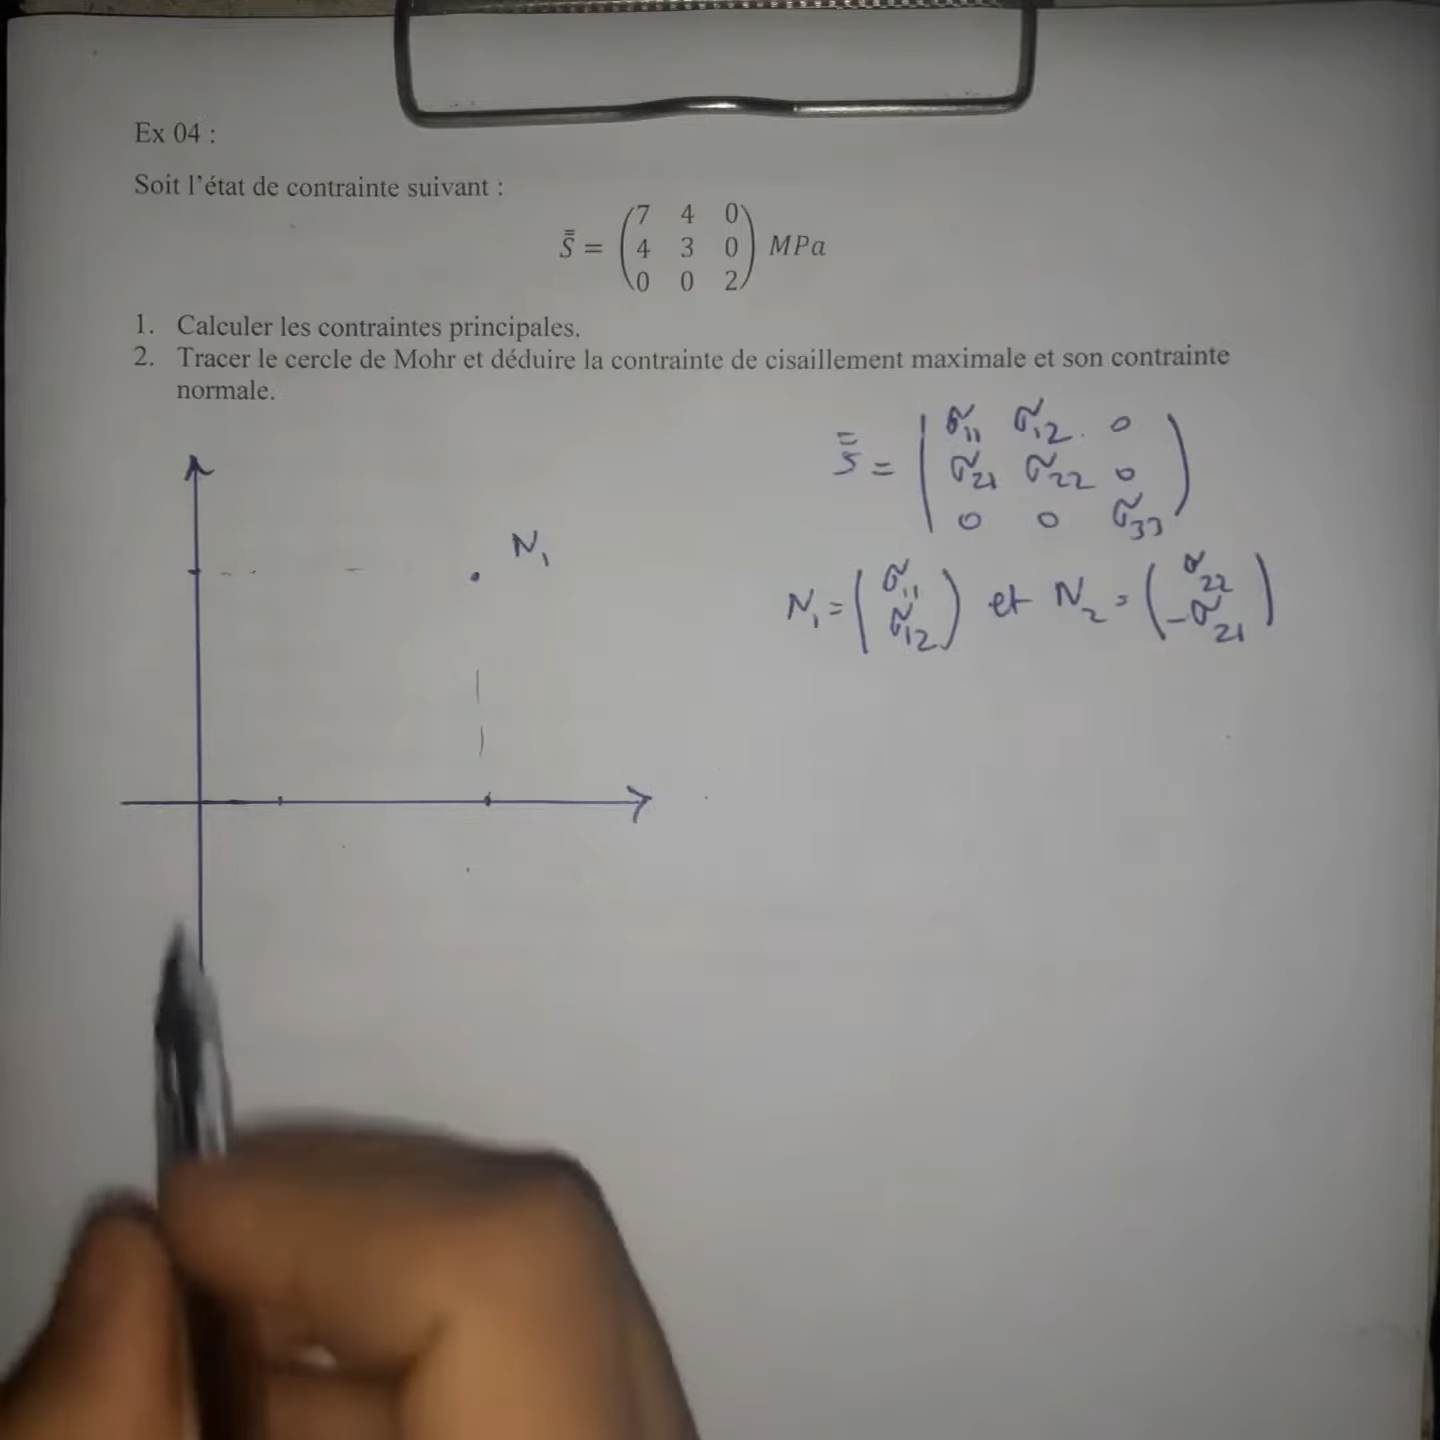 Ex 04 :
Soit l'état de contrainte suivant :
S̿ = (7 4 0
4 3 0
0 0 2) MPa
1. Calculer les contraintes principales.
2. Tracer le cercle de Mohr et déduire la contrainte de cisaillement maximale et son contrainte
normale.
S̿ = (σ₁₁ σ₁₂ 0
σ₂₁ σ₂₂ 0
0 0 σ₃₃)
N₁
N₁ = (σ₁₁ σ₁₂) et N₂ = (σ₂₂ -σ₂₁)